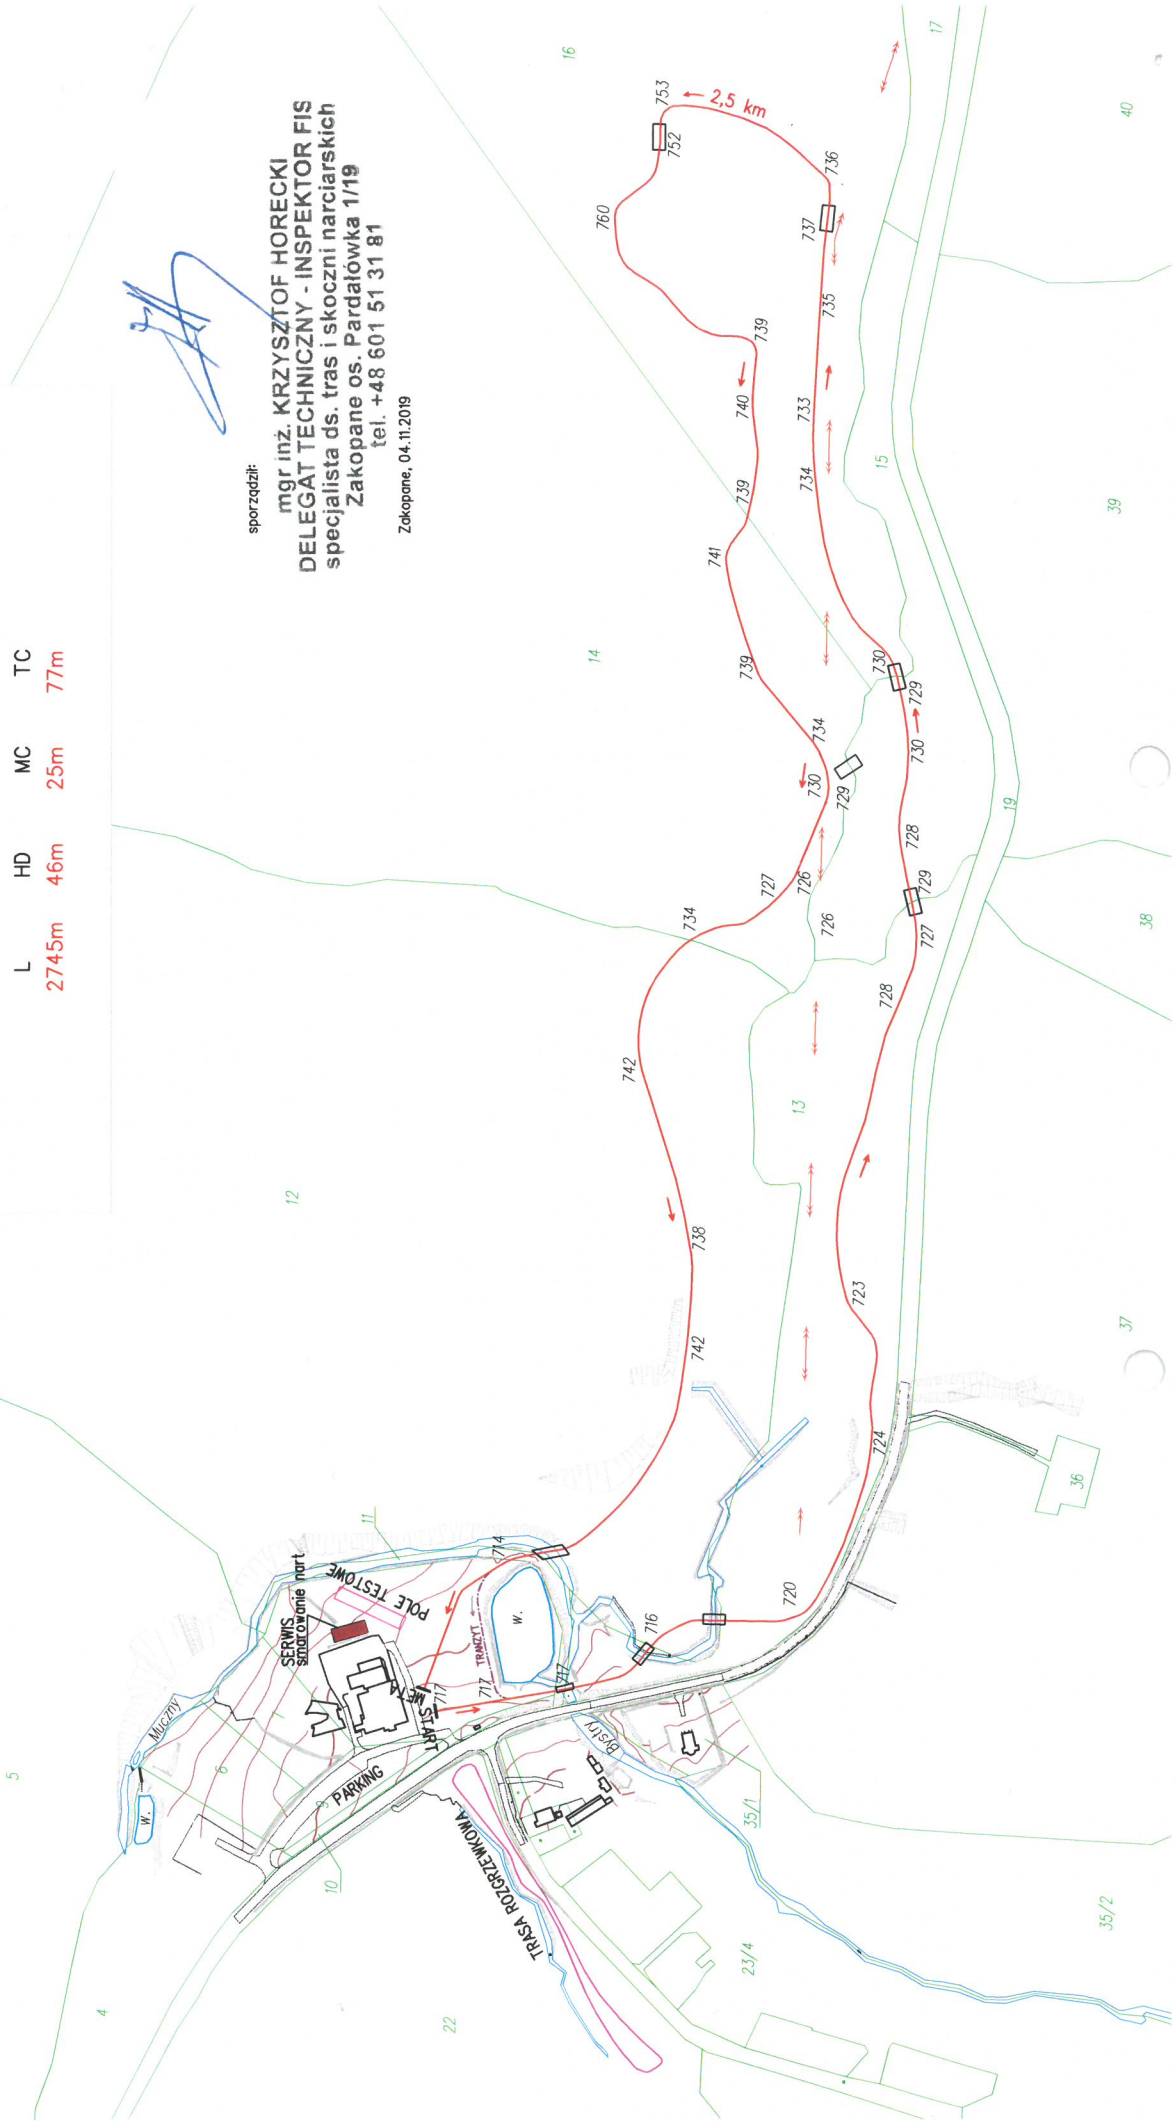 L HD MC TC
2745m 46m 25m 77m
sporządził:
mgr inż. KRZYSZTOF HORECKI
DELEGAT TECHNICZNY - INSPEKTOR FIS
specjalista ds. tras i skoczni narciarskich
Zakopane os. Pardałówka 1/19
tel. +48 601 51 31 81
Zakopane, 04.11.2019
5
4
12
14
16
17
40
39
15
19
38
13
37
36
11
10
9
6
22
23/4
35/1
35/2
2,5 km
753
752
760
736
737
735
733
734
739
740
739
741
739
734
730
729
730
729
730
728
729
727
728
726
726
727
734
742
738
742
723
724
720
716
714
717
717
717
SERWIS
smarowanie nart
POLE TESTOWE
TRANZYT
W.
W.
Muczny
Bystry
META
START
PARKING
TRASA ROZGRZEWKOWA